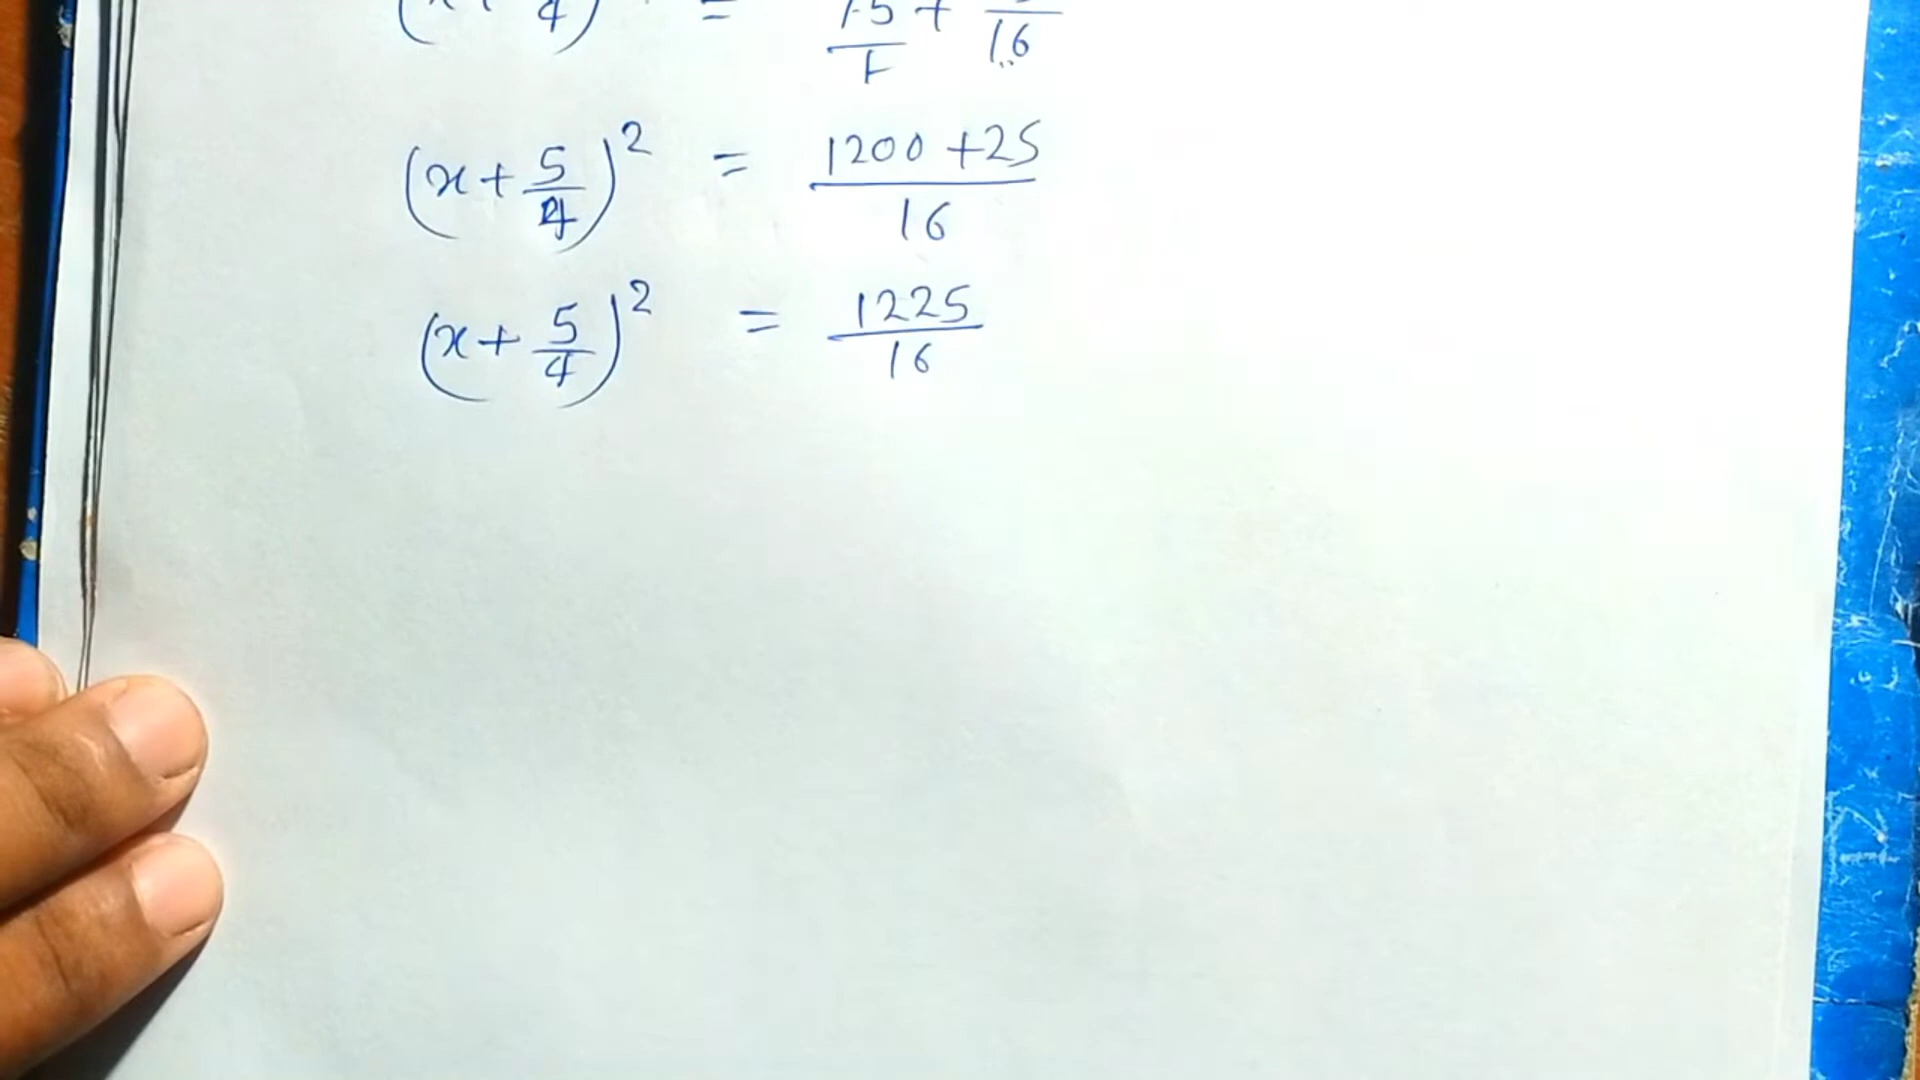 (x + 5/4)² = 1200 + 25 / 16
(x + 5/4)² = 1225 / 16